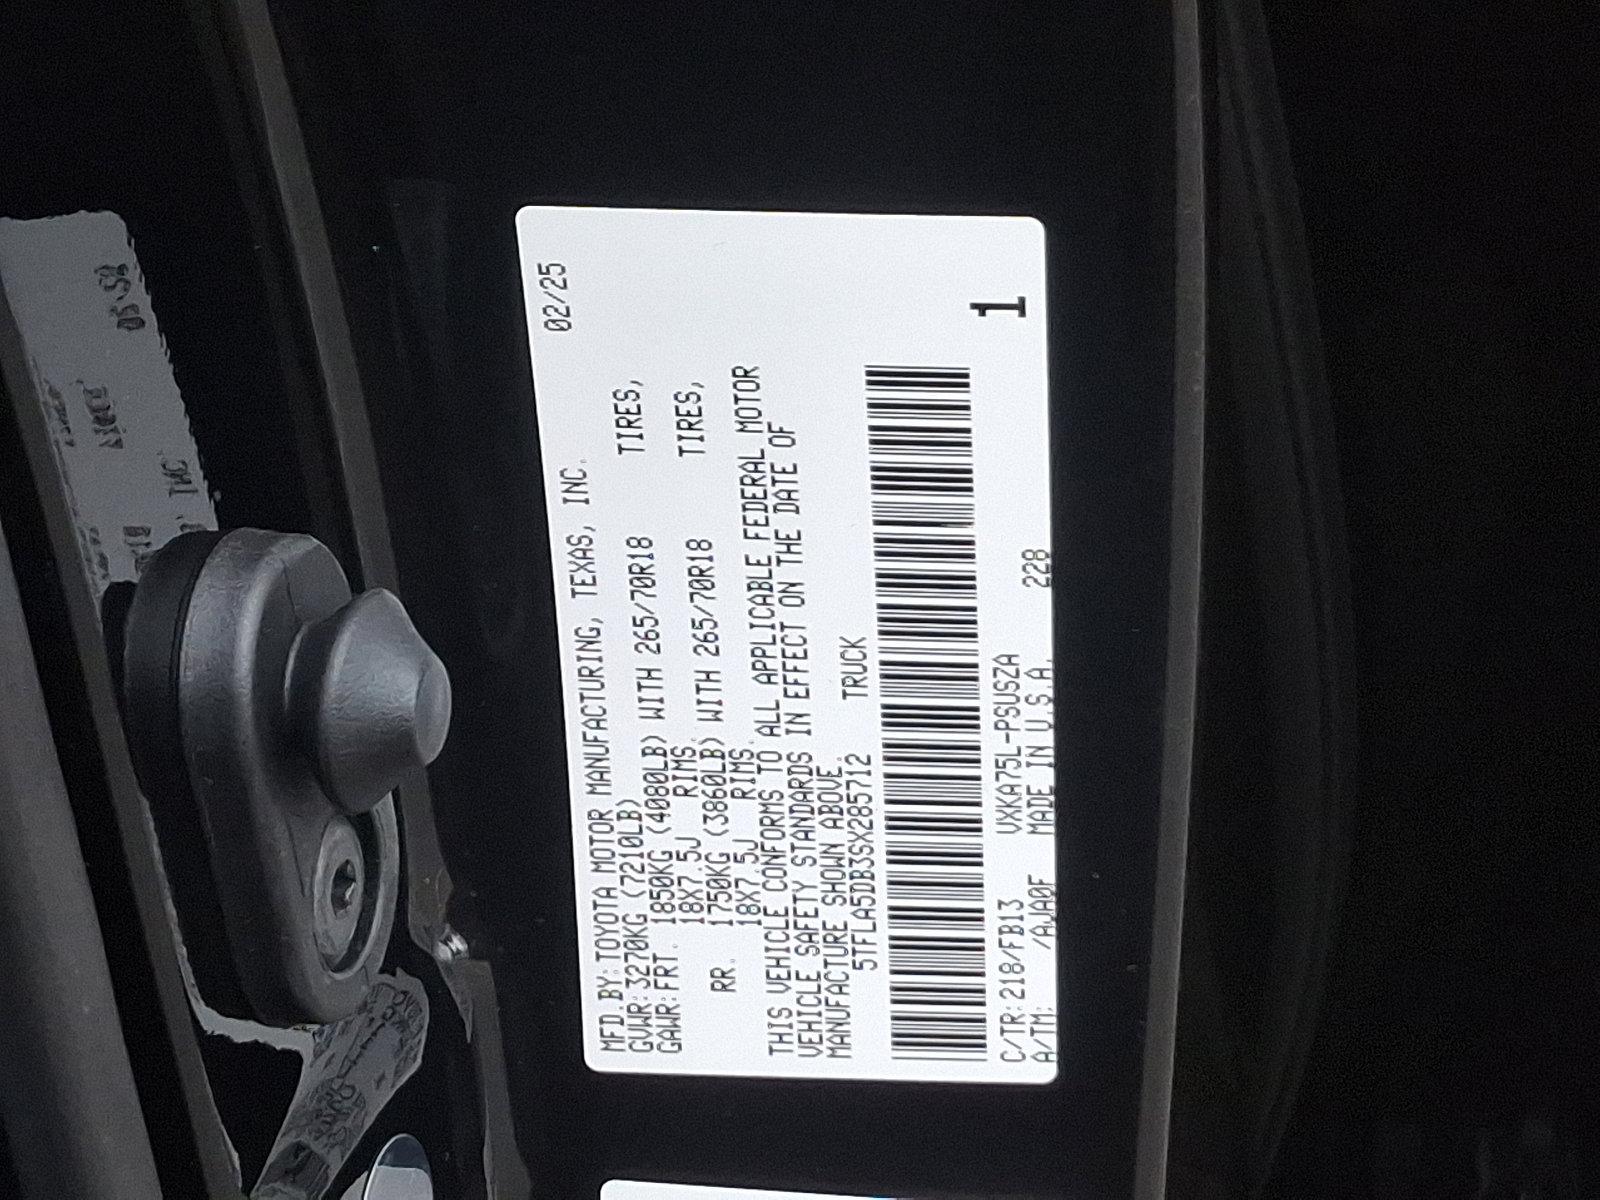 MFD.BY:TOYOTA MOTOR MANUFACTURING, TEXAS, INC. 02/25
GVWR:3270KG (7210LB)
GAWR:FRT. 1850KG (4080LB) WITH 265/70R18 TIRES,
18X7.5J RIMS.
RR. 1750KG (3860LB) WITH 265/70R18 TIRES,
18X7.5J RIMS.
THIS VEHICLE CONFORMS TO ALL APPLICABLE FEDERAL MOTOR
VEHICLE SAFETY STANDARDS IN EFFECT ON THE DATE OF
MANUFACTURE SHOWN ABOVE.
5TFLA5DB3SX285712 TRUCK
1
C/TR:218/FB13 VXKA75L-PSUSZA
A/TM: /AJA0F MADE IN U.S.A. 228